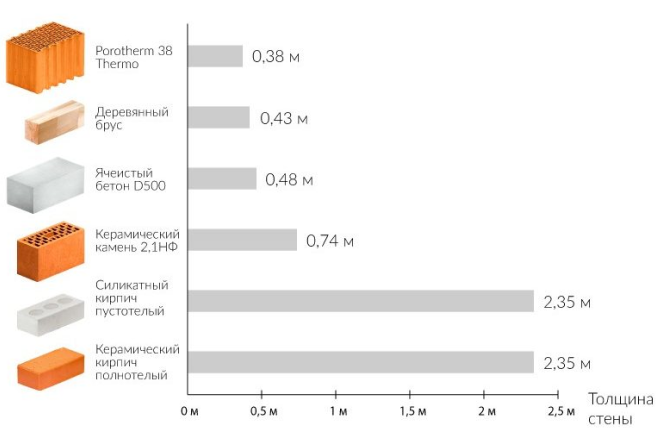 Porotherm 38
Thermo
0,38 м
Деревянный
брус
0,43 м
Ячеистый
бетон D500
0,48 м
Керамический
камень 2,1НФ
0,74 м
Силикатный
кирпич
пустотелый
2,35 м
Керамический
кирпич
полнотелый
2,35 м
0 м
0,5 м
1 м
1,5 м
2 м
2,5 м
Толщина
стены